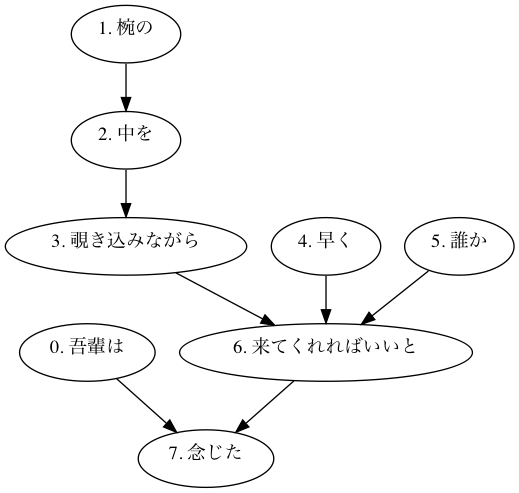 1. 椀の
2. 中を
3. 覗き込みながら
4. 早く
5. 誰か
0. 吾輩は
6. 来てくれればいいと
7. 念じた